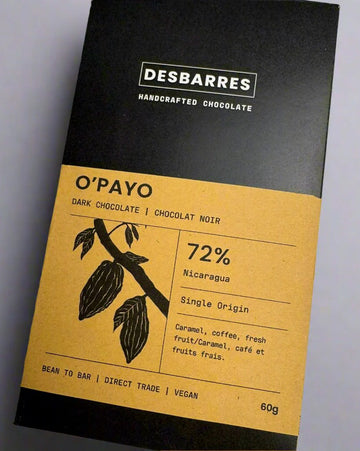 DESBARRES
HANDCRAFTED CHOCOLATE
O'PAYO
DARK CHOCOLATE | CHOCOLAT NOIR
72%
Nicaragua
Single Origin
Caramel, coffee, fresh
fruit/Caramel, café et
fruits frais.
BEAN TO BAR | DIRECT TRADE | VEGAN
60g